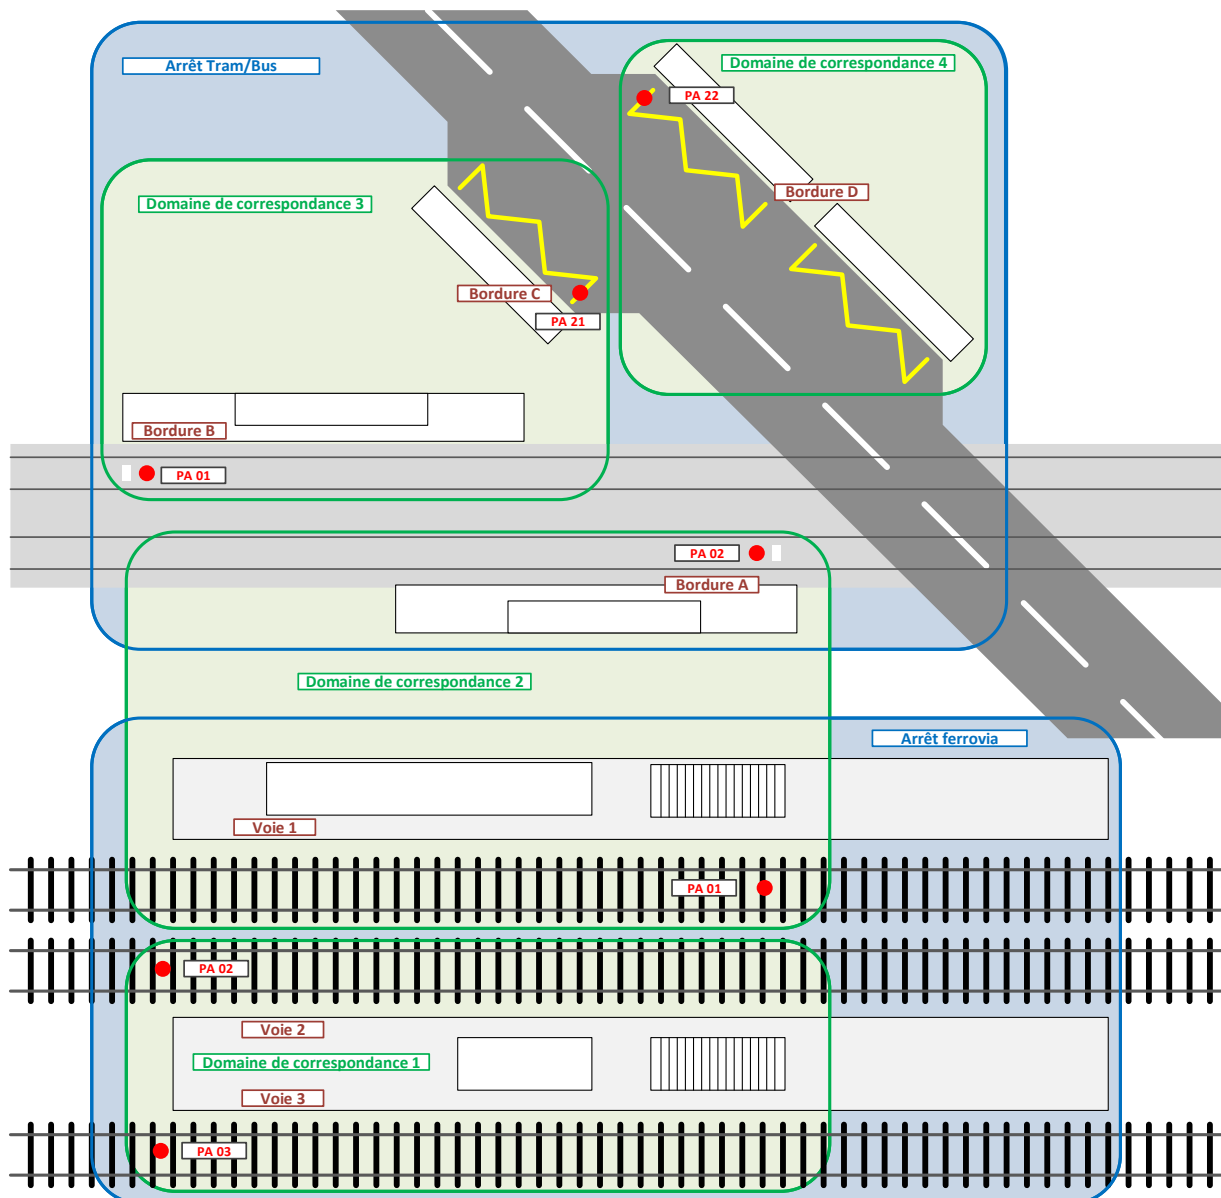 Arrêt Tram/Bus
Domaine de correspondance 4
PA 22
Bordure D
Domaine de correspondance 3
Bordure C
PA 21
Bordure B
PA 01
PA 02
Bordure A
Domaine de correspondance 2
Arrêt ferrovia
Voie 1
PA 01
PA 02
Voie 2
Domaine de correspondance 1
Voie 3
PA 03